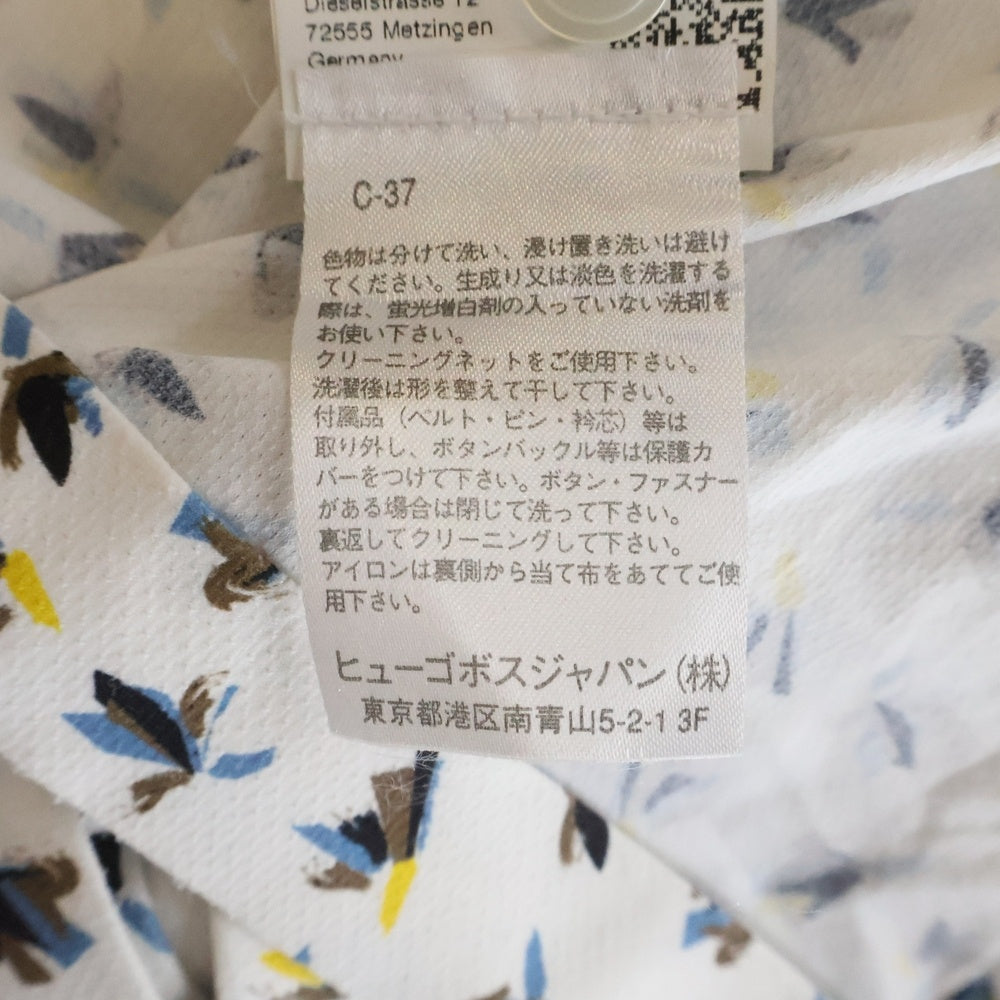 Dieselstrasse 12
72555 Metzingen
Germany
C-37
色物は分けて洗い、浸け置き洗いは避け
てください。生成り又は淡色を洗濯する
際は、蛍光増白剤の入っていない洗剤を
お使い下さい。
クリーニングネットをご使用下さい。
洗濯後は形を整えて干して下さい。
付属品（ベルト・ピン・衿芯）等は
取り外し、ボタンバックル等は保護カ
バーをつけて下さい。ボタン・ファスナー
がある場合は閉じて洗って下さい。
裏返してクリーニングして下さい。
アイロンは裏側から当て布をあててご使
用下さい。
ヒューゴボスジャパン(株)
東京都港区南青山5-2-1 3F